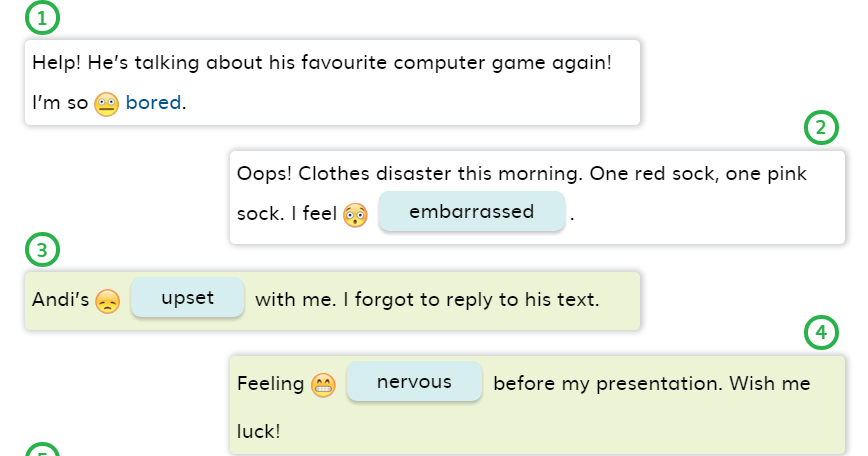 1
Help! He's talking about his favourite computer game again!
I'm so 😐 bored.
2
Oops! Clothes disaster this morning. One red sock, one pink
sock. I feel 😳 embarrassed .
3
Andi's 😞 upset with me. I forgot to reply to his text.
4
Feeling 😁 nervous before my presentation. Wish me
luck!
5